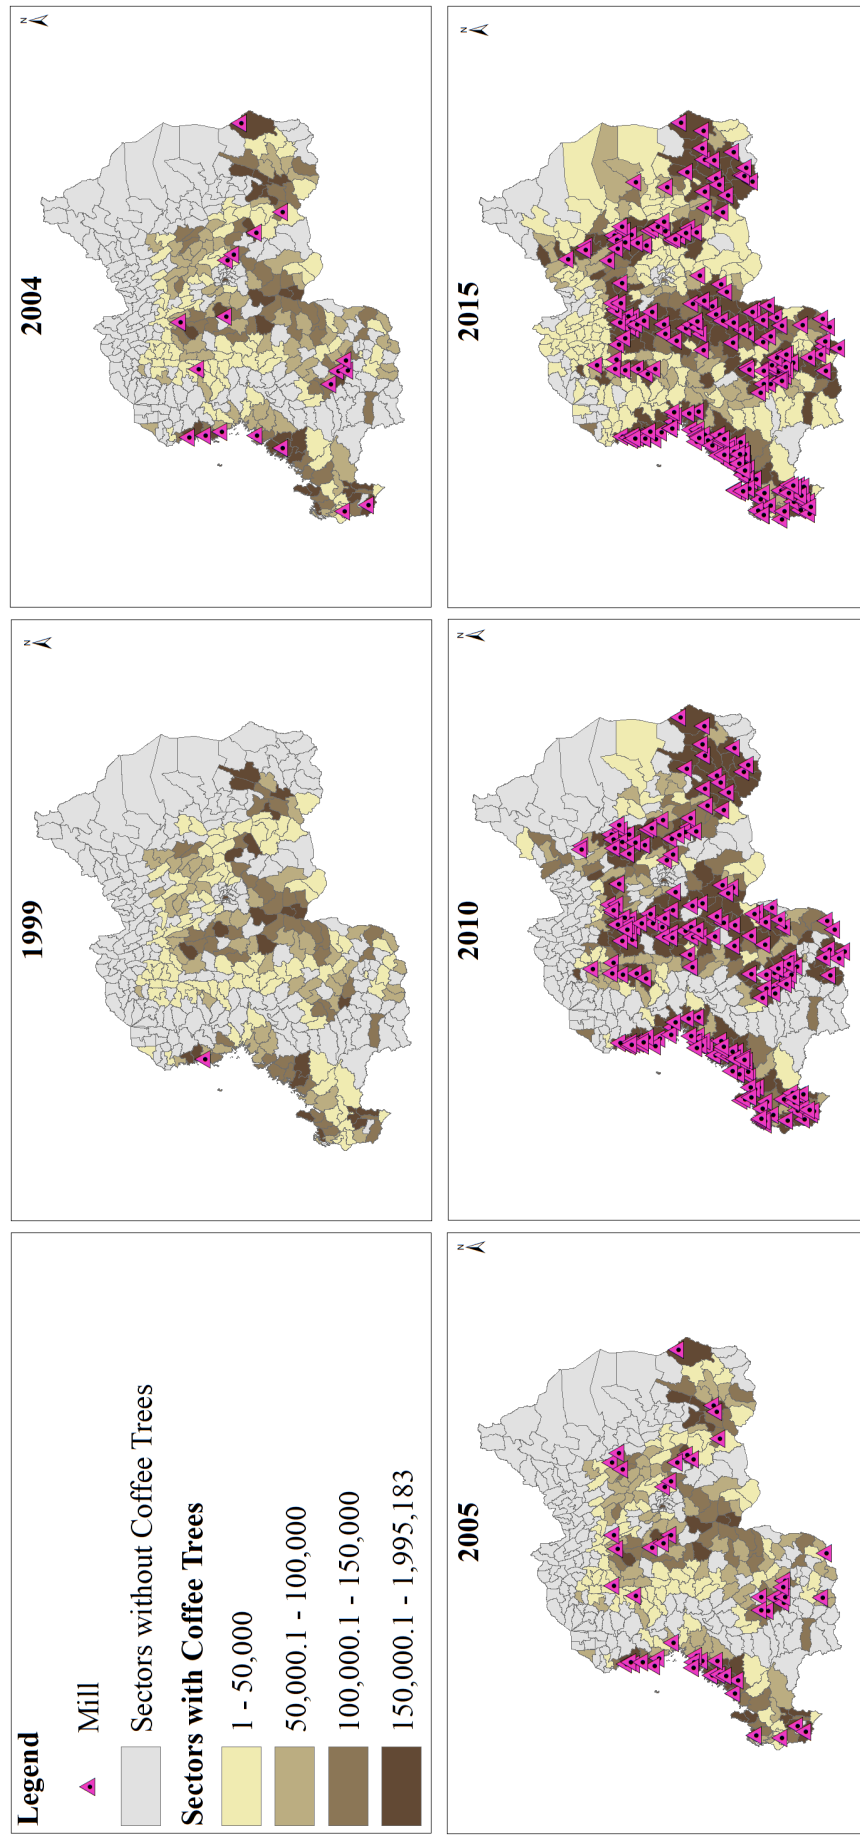 Legend
Mill
Sectors without Coffee Trees
Sectors with Coffee Trees
1 - 50,000
50,000.1 - 100,000
100,000.1 - 150,000
150,000.1 - 1,995,183
1999
N
2004
N
2005
N
2010
N
2015
N